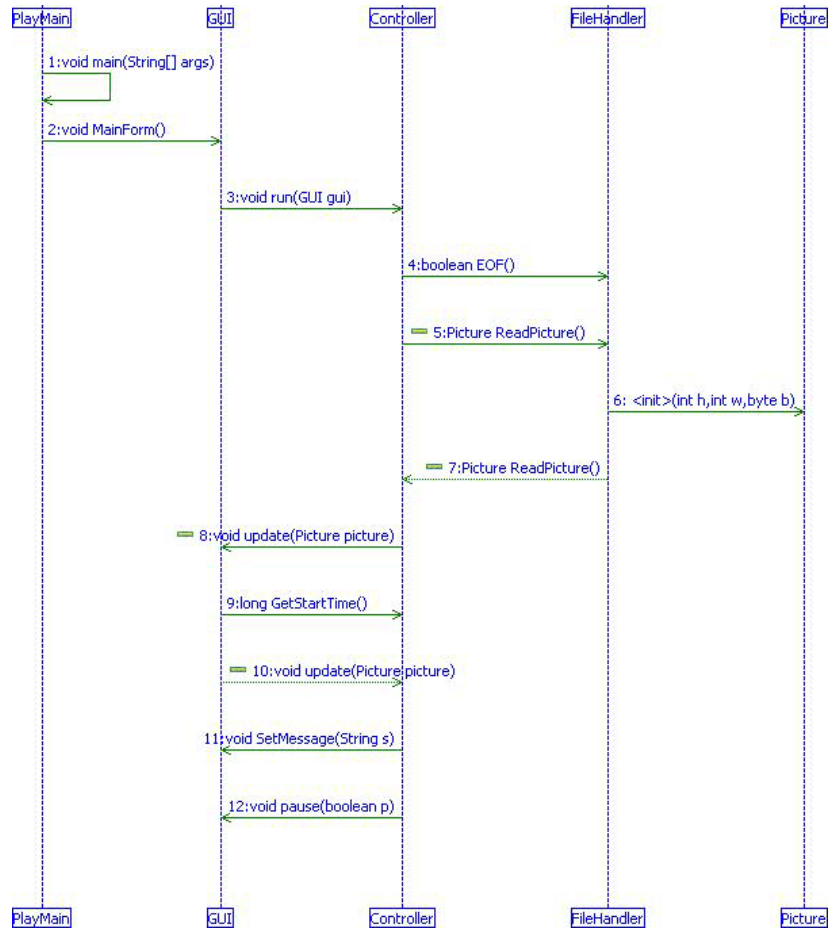 PlayMain GUI Controller FileHandler Picture
1:void main(String[] args)
2:void MainForm()
3:void run(GUI gui)
4:boolean EOF()
5:Picture ReadPicture()
6: <init>(int h,int w,byte b)
7:Picture ReadPicture()
8:void update(Picture picture)
9:long GetStartTime()
10:void update(Picture picture)
11:void SetMessage(String s)
12:void pause(boolean p)
PlayMain GUI Controller FileHandler Picture